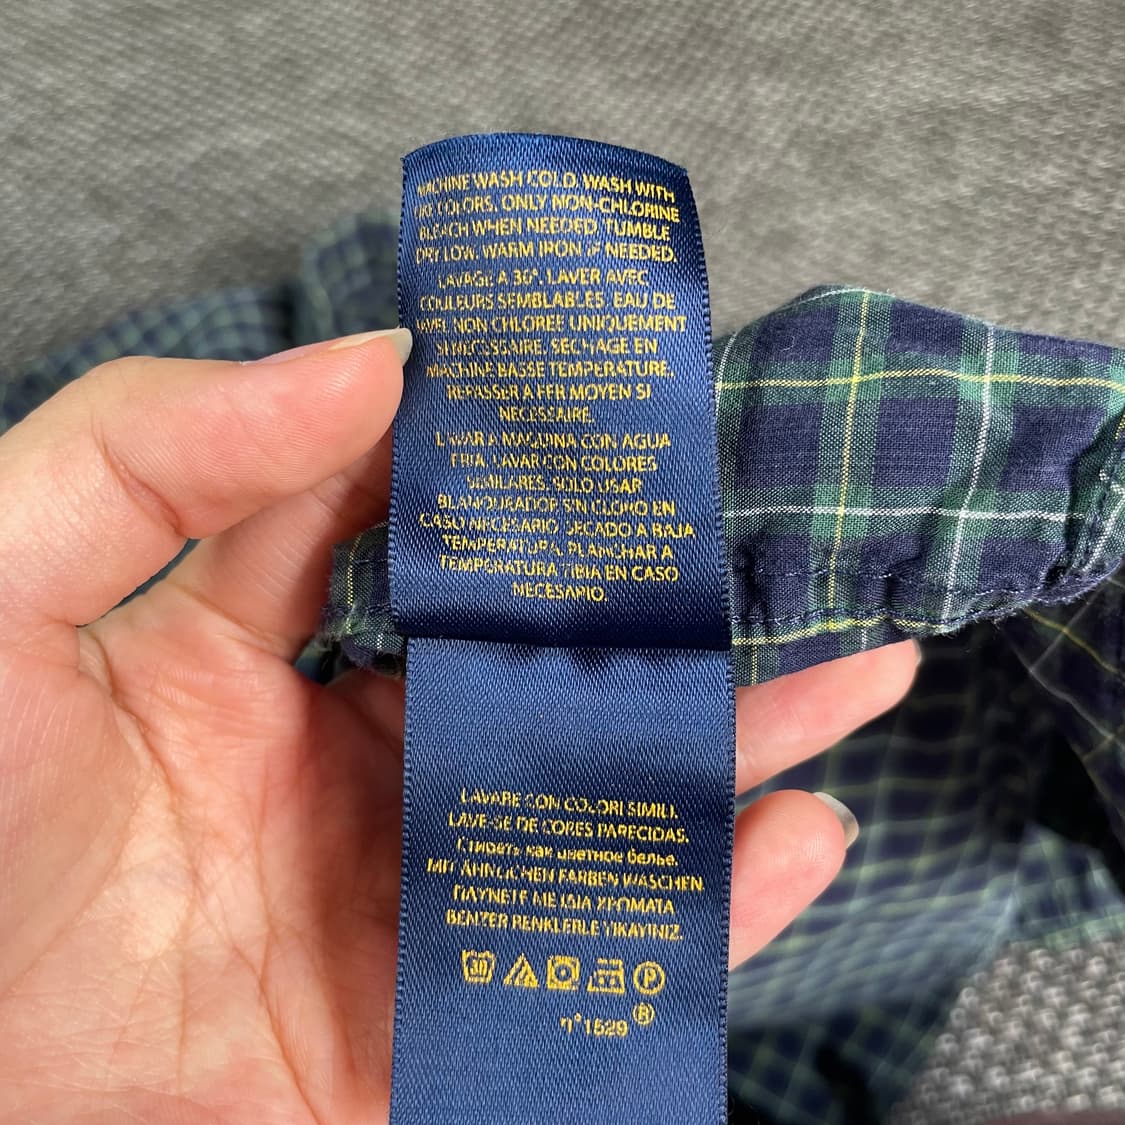 MACHINE WASH COLD. WASH WITH
LIKE COLORS. ONLY NON-CHLORINE
BLEACH WHEN NEEDED. TUMBLE
DRY LOW. WARM IRON IF NEEDED.
LAVAGE A 30°. LAVER AVEC
COULEURS SEMBLABLES. EAU DE
JAVEL NON CHLOREE UNIQUEMENT
SI NECESSAIRE. SECHAGE EN
MACHINE BASSE TEMPERATURE.
REPASSER A FER MOYEN SI
NECESSAIRE.
LAVAR A MAQUINA CON AGUA
FRIA. LAVAR CON COLORES
SIMILARES. SOLO USAR
BLANQUEADOR SIN CLORO EN
CASO NECESARIO. SECADO A BAJA
TEMPERATURA. PLANCHAR A
TEMPERATURA TIBIA EN CASO
NECESARIO.
LAVARE CON COLORI SIMILI.
LAVE-SE DE CORES PARECIDAS.
Стирать как цветное белье.
MIT ÄHNLICHEN FARBEN WASCHEN.
ΠΛΥΝΕΤΕ ΜΕ ΙΔΙΑ ΧΡΩΜΑΤΑ
BENZER RENKLERLE YIKAYINIZ.
30 P
®
n°1529